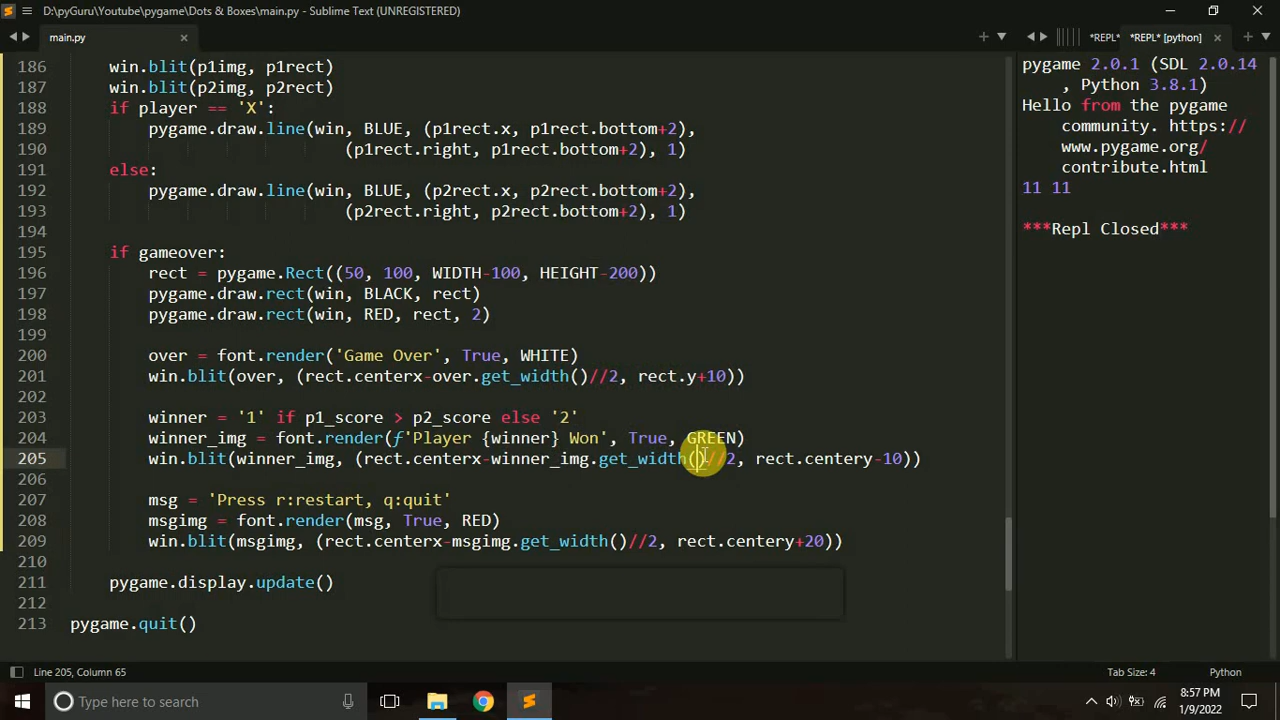 D:\pyGuru\Youtube\pygame\Dots & Boxes\main.py - Sublime Text (UNREGISTERED)
main.py
*REPL*
*REPL* [python]
186 win.blit(p1img, p1rect)
187 win.blit(p2img, p2rect)
188 if player == 'X':
189 pygame.draw.line(win, BLUE, (p1rect.x, p1rect.bottom+2),
190 (p1rect.right, p1rect.bottom+2), 1)
191 else:
192 pygame.draw.line(win, BLUE, (p2rect.x, p2rect.bottom+2),
193 (p2rect.right, p2rect.bottom+2), 1)
194
195 if gameover:
196 rect = pygame.Rect((50, 100, WIDTH-100, HEIGHT-200))
197 pygame.draw.rect(win, BLACK, rect)
198 pygame.draw.rect(win, RED, rect, 2)
199
200 over = font.render('Game Over', True, WHITE)
201 win.blit(over, (rect.centerx-over.get_width()//2, rect.y+10))
202
203 winner = '1' if p1_score > p2_score else '2'
204 winner_img = font.render(f'Player {winner} Won', True, GREEN)
205 win.blit(winner_img, (rect.centerx-winner_img.get_width()//2, rect.centery-10))
206
207 msg = 'Press r:restart, q:quit'
208 msgimg = font.render(msg, True, RED)
209 win.blit(msgimg, (rect.centerx-msgimg.get_width()//2, rect.centery+20))
210
211 pygame.display.update()
212
213 pygame.quit()
pygame 2.0.1 (SDL 2.0.14
, Python 3.8.1)
Hello from the pygame
community. https://
www.pygame.org/
contribute.html
11 11
***Repl Closed***
Line 205, Column 65
Tab Size: 4
Python
Type here to search
8:57 PM
1/9/2022